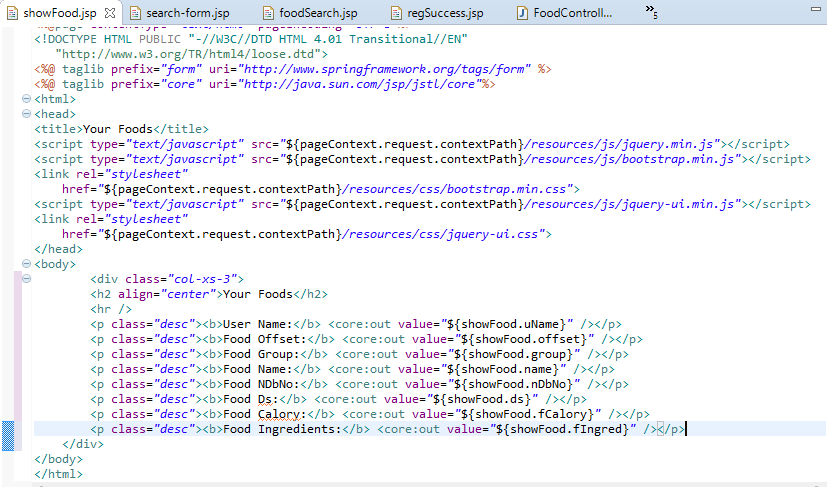 showFood.jsp search-form.jsp foodSearch.jsp regSuccess.jsp FoodControll... »5
<!DOCTYPE HTML PUBLIC "-//W3C//DTD HTML 4.01 Transitional//EN"
"http://www.w3.org/TR/html4/loose.dtd">
<%@ taglib prefix="form" uri="http://www.springframework.org/tags/form" %>
<%@ taglib prefix="core" uri="http://java.sun.com/jsp/jstl/core"%>
<html>
<head>
<title>Your Foods</title>
<script type="text/javascript" src="${pageContext.request.contextPath}/resources/js/jquery.min.js"></script>
<script type="text/javascript" src="${pageContext.request.contextPath}/resources/js/bootstrap.min.js"></script>
<link rel="stylesheet"
href="${pageContext.request.contextPath}/resources/css/bootstrap.min.css">
<script type="text/javascript" src="${pageContext.request.contextPath}/resources/js/jquery-ui.min.js"></script>
<link rel="stylesheet"
href="${pageContext.request.contextPath}/resources/css/jquery-ui.css">
</head>
<body>
<div class="col-xs-3">
<h2 align="center">Your Foods</h2>
<hr />
<p class="desc"><b>User Name:</b> <core:out value="${showFood.uName}" /></p>
<p class="desc"><b>Food Offset:</b> <core:out value="${showFood.offset}" /></p>
<p class="desc"><b>Food Group:</b> <core:out value="${showFood.group}" /></p>
<p class="desc"><b>Food Name:</b> <core:out value="${showFood.name}" /></p>
<p class="desc"><b>Food NDbNo:</b> <core:out value="${showFood.nDbNo}" /></p>
<p class="desc"><b>Food Ds:</b> <core:out value="${showFood.ds}" /></p>
<p class="desc"><b>Food Calory:</b> <core:out value="${showFood.fCalory}" /></p>
<p class="desc"><b>Food Ingredients:</b> <core:out value="${showFood.fIngred}" /></p>
</div>
</body>
</html>